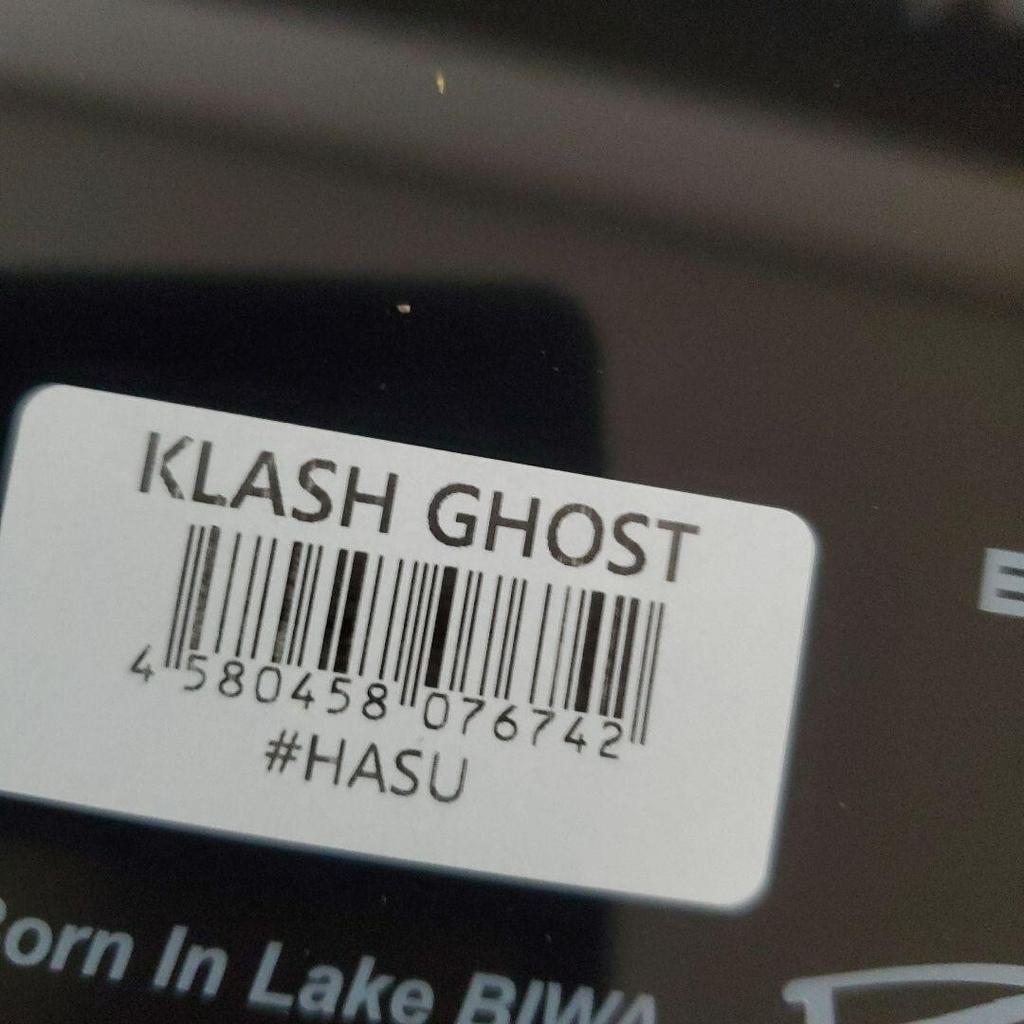 KLASH GHOST
4 580458 076742
#HASU
Born In Lake BIWA